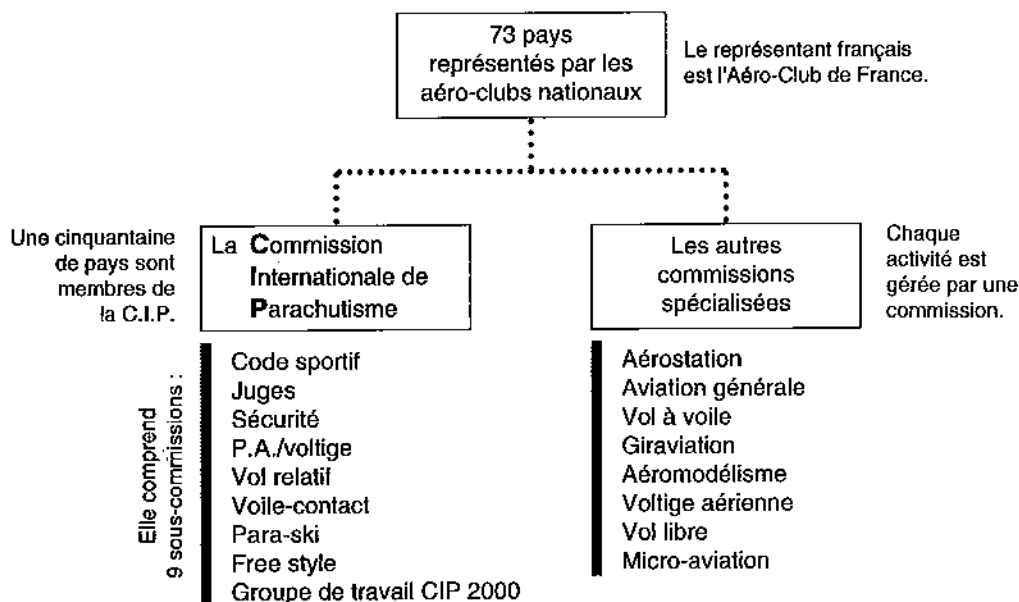 73 pays
représentés par les
aéro-clubs nationaux
Le représentant français
est l'Aéro-Club de France.
Une cinquantaine
de pays sont
membres de
la C.I.P.
La Commission
Internationale de
Parachutisme
Les autres
commissions
spécialisées
Chaque
activité est
gérée par une
commission.
Elle comprend
9 sous-commissions :
Code sportif
Juges
Sécurité
P.A./voltige
Vol relatif
Voile-contact
Para-ski
Free style
Groupe de travail CIP 2000
Aérostation
Aviation générale
Vol à voile
Giraviation
Aéromodélisme
Voltige aérienne
Vol libre
Micro-aviation